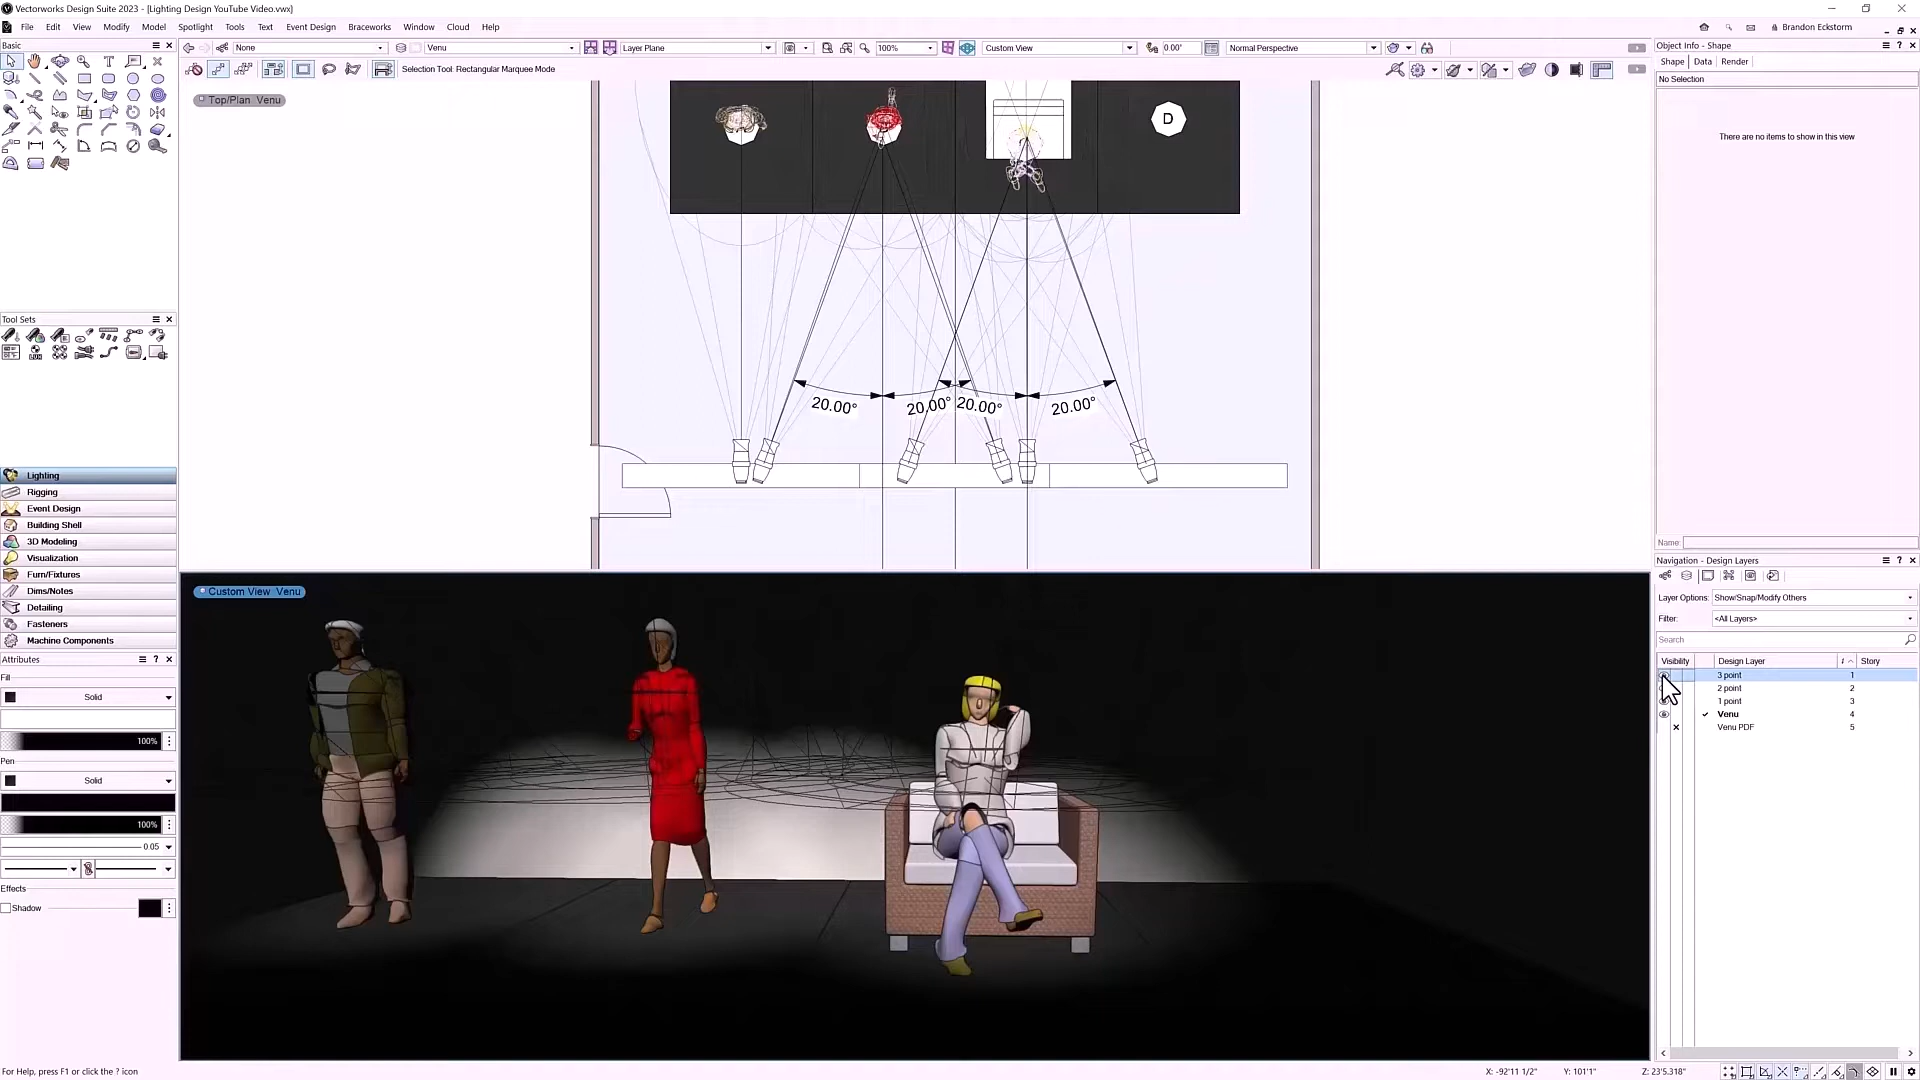 Vectorworks Design Suite 2023 - [Lighting Design YouTube Video.vwx]
File Edit View Modify Model Spotlight Tools Text Event Design Braceworks Window Cloud Help
Brandon Eckstorm
Basic
None
Venu
Layer Plane
100%
Custom View
0.00°
Normal Perspective
Object Info - Shape
Selection Tool: Rectangular Marquee Mode
Shape Data Render
No Selection
There are no items to show in this view
Top/Plan Venu
D
20.00°
20.00°
20.00°
20.00°
Tool Sets
Lighting
Rigging
Event Design
Building Shell
3D Modeling
Visualization
Furn/Fixtures
Dims/Notes
Detailing
Fasteners
Machine Components
Attributes
Fill
Solid
100%
Pen
Solid
100%
0.05
Effects
Shadow
Custom View Venu
Name:
Navigation - Design Layers
Layer Options: Show/Snap/Modify Others
Filter: <All Layers>
Search
Visibility Design Layer Story
3 point 1
2 point 2
1 point 3
Venu 4
Venu PDF 5
For Help, press F1 or click the ? icon
X: -92'11 1/2" Y: 101'1" Z: 23'5.318"